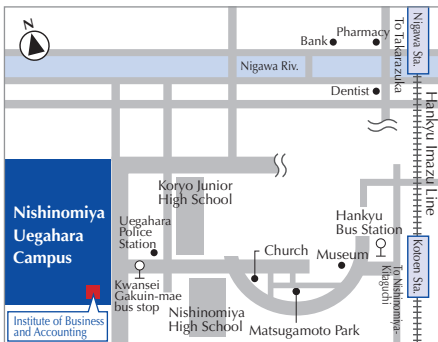 N
Bank
Pharmacy
To Takarazuka
Nigawa Sta.
Nigawa Riv.
Dentist
Hankyu Imazu Line
Koryo Junior
High School
Nishinomiya
Uegahara
Campus
Uegahara
Police
Station
Hankyu
Bus Station
Church
Museum
Kotoen Sta.
To Nishinomiya-
Kitaguchi
Kwansei
Gakuin-mae
bus stop
Nishinomiya
High School
Matsugamoto Park
Institute of Business
and Accounting